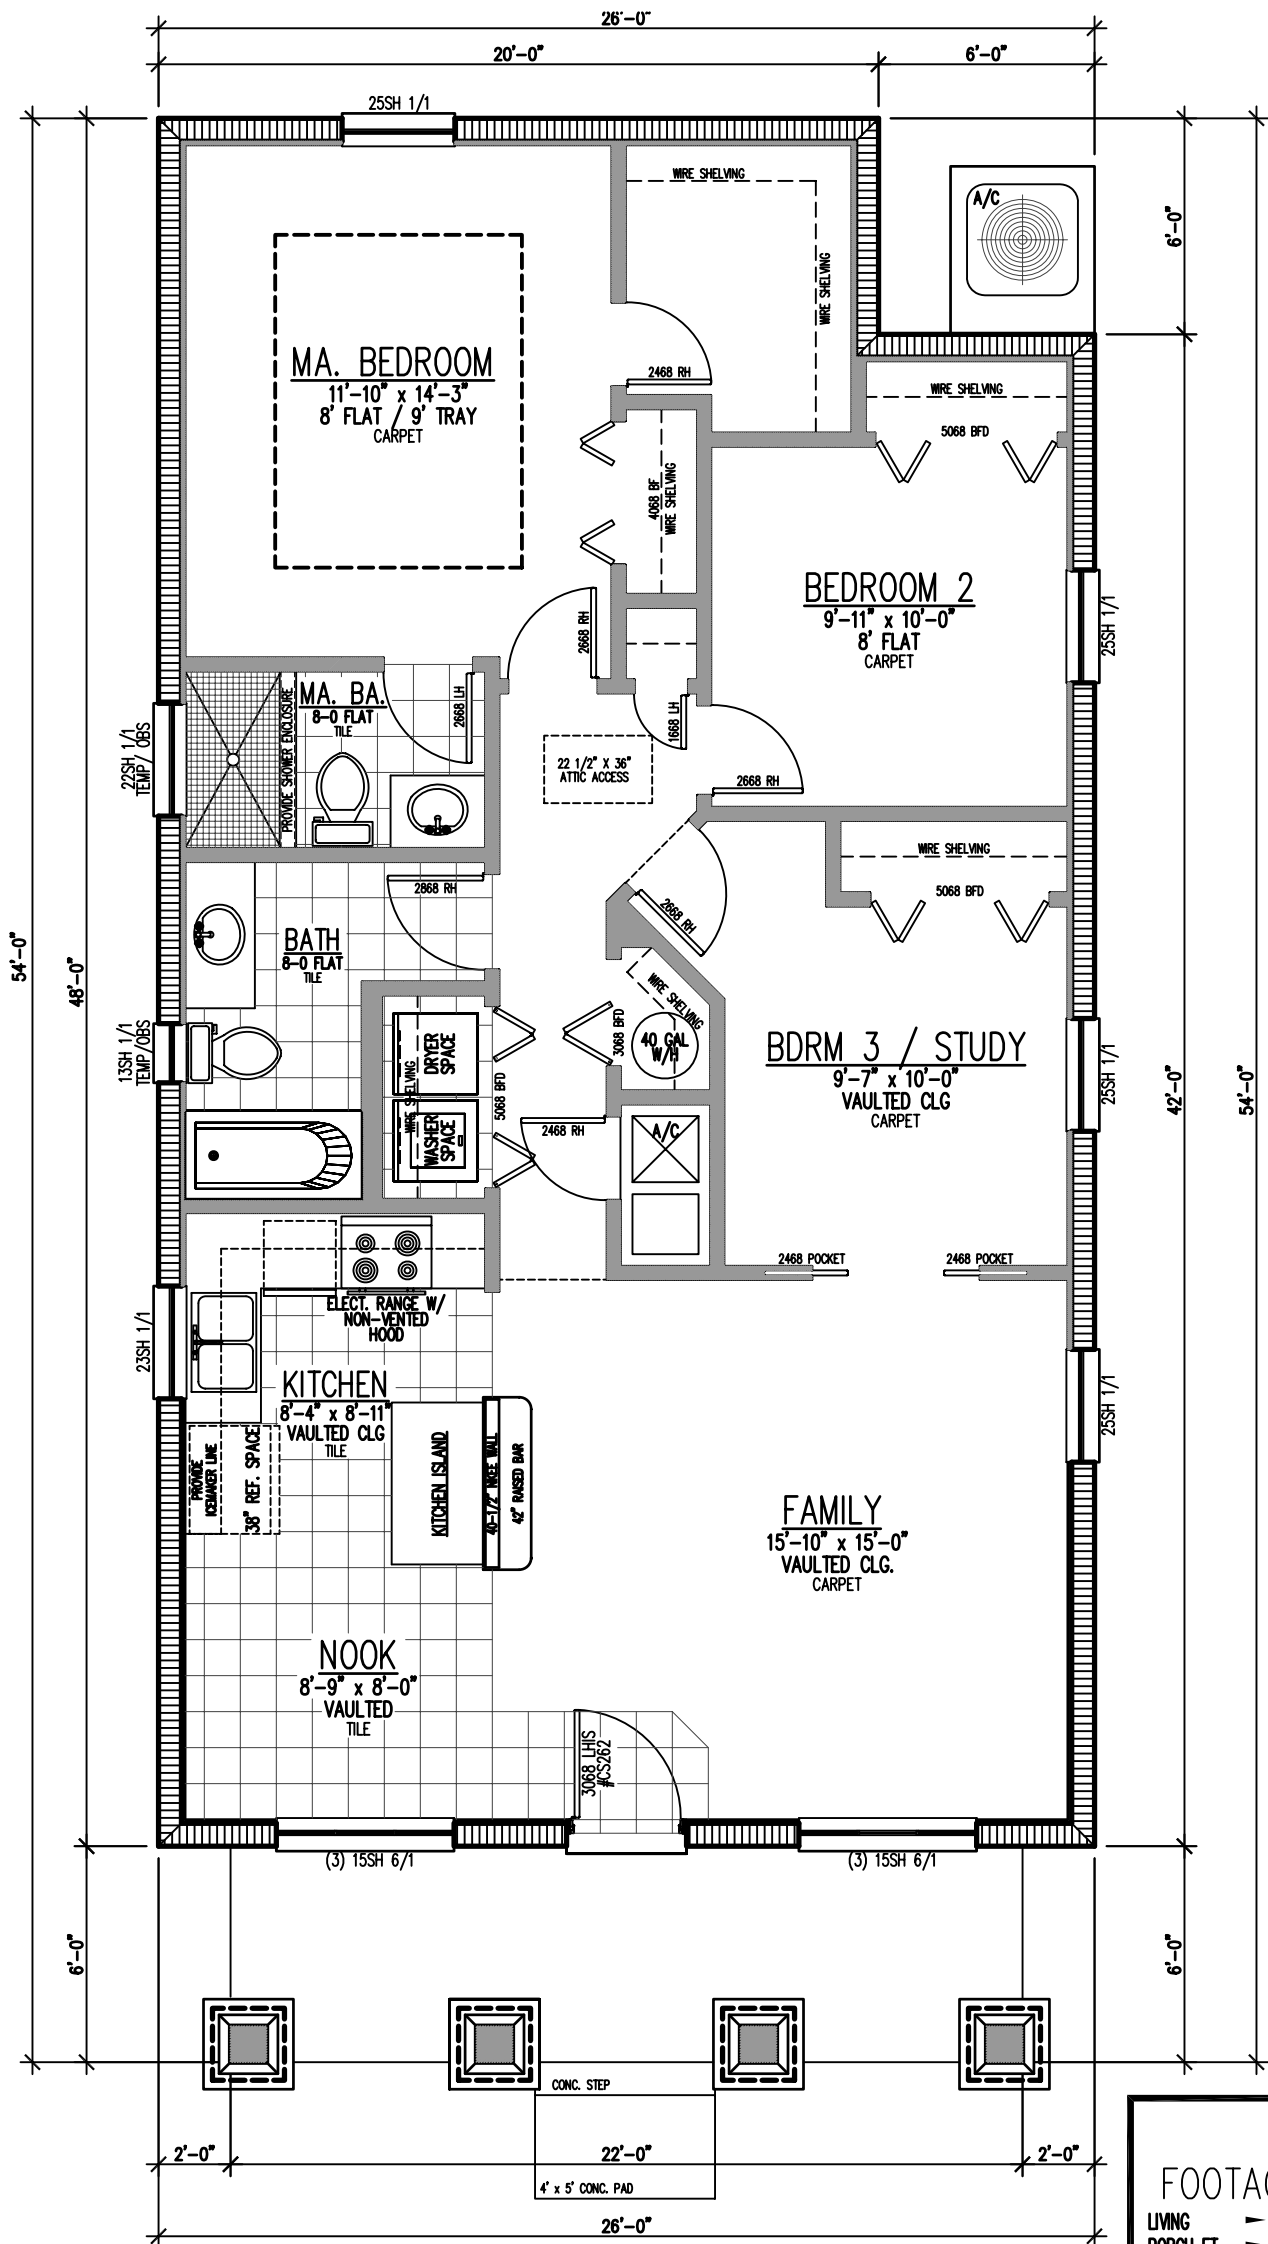 26'-0"
20'-0"
6'-0"
25SH 1/1
WIRE SHELVING
A/C
6'-0"
WIRE SHELVING
MA. BEDROOM
11'-10" x 14'-3"
8' FLAT / 9' TRAY
CARPET
2468 RH
WIRE SHELVING
5068 BFD
4068 BF
WIRE SHELVING
BEDROOM 2
9'-11" x 10'-0"
8' FLAT
CARPET
25SH 1/1
2668 RH
MA. BA.
8-0 FLAT
TILE
2668 LH
PROVIDE SHOWER ENCLOSURE
22SH 1/1
TEMP/ OBS
1668 LH
22 1/2" X 36"
ATTIC ACCESS
2668 RH
WIRE SHELVING
5068 BFD
2868 RH
2668 RH
BATH
8-0 FLAT
TILE
54'-0"
48'-0"
13SH 1/1
TEMP/OBS
WIRE SHELVING
DRYER
SPACE
WASHER
SPACE
5068 BFD
3068 BFD
WIRE SHELVING
40 GAL
W/H
BDRM 3 / STUDY
9'-7" x 10'-0"
VAULTED CLG
CARPET
25SH 1/1
42'-0"
54'-0"
2468 RH
A/C
2468 POCKET
2468 POCKET
ELECT. RANGE W/
NON-VENTED
HOOD
23SH 1/1
KITCHEN
8'-4" x 8'-11"
VAULTED CLG
TILE
25SH 1/1
PROVIDE
ICEMAKER LINE
38" REF. SPACE
KITCHEN ISLAND
40-1/2" KNEE WALL
42" RAISED BAR
FAMILY
15'-10" x 15'-0"
VAULTED CLG.
CARPET
NOOK
8'-9" x 8'-0"
VAULTED
TILE
3068 LHIS
#CS262
(3) 15SH 6/1
(3) 15SH 6/1
6'-0"
6'-0"
CONC. STEP
2'-0"
22'-0"
2'-0"
4' x 5' CONC. PAD
26'-0"
FOOTAG
LIVING
PORCH FT